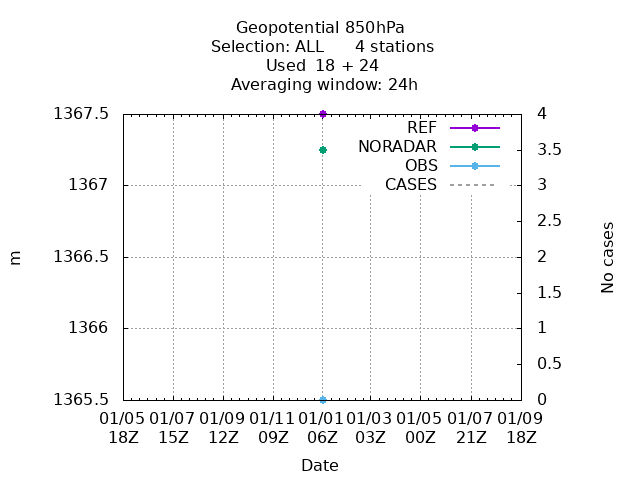 Geopotential 850hPa
Selection: ALL 4 stations
Used 18 + 24
Averaging window: 24h
1367.5
1367
1366.5
1366
1365.5
m
REF
NORADAR
OBS
CASES
4
3.5
3
2.5
2
1.5
1
0.5
0
No cases
01/05 01/07 01/09 01/11 01/01 01/03 01/05 01/07 01/09
18Z 15Z 12Z 09Z 06Z 03Z 00Z 21Z 18Z
Date